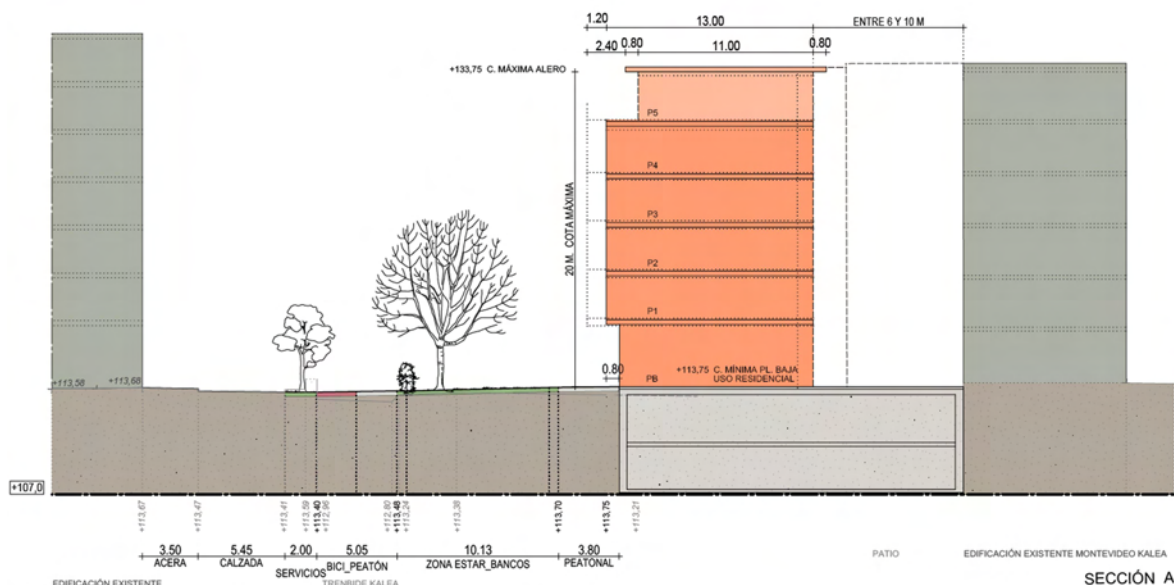 1.20 13.00 ENTRE 6 Y 10 M
2.40 0.80 11.00 0.80
+133,75 C. MÁXIMA ALERO
P5
P4
P3
P2
P1
20 M. COTA MÁXIMA
0.80
+113,75 C. MÍNIMA PL. BAJA
USO RESIDENCIAL
PB
+113,58 +113,68
+107,0
+113,67 +113,47 +113,41 +113,59 +113,40 +112,96 +112,80 +113,48 +113,24 +113,38 +113,70 +113,75 +113,21
3.50 5.45 2.00 5.05 10.13 3.80
ACERA CALZADA SERVICIOS BICI_PEATÓN ZONA ESTAR_BANCOS PEATONAL
PATIO EDIFICACIÓN EXISTENTE MONTEVIDEO KALEA
EDIFICACIÓN EXISTENTE TRENBIDE KALEA
SECCIÓN A